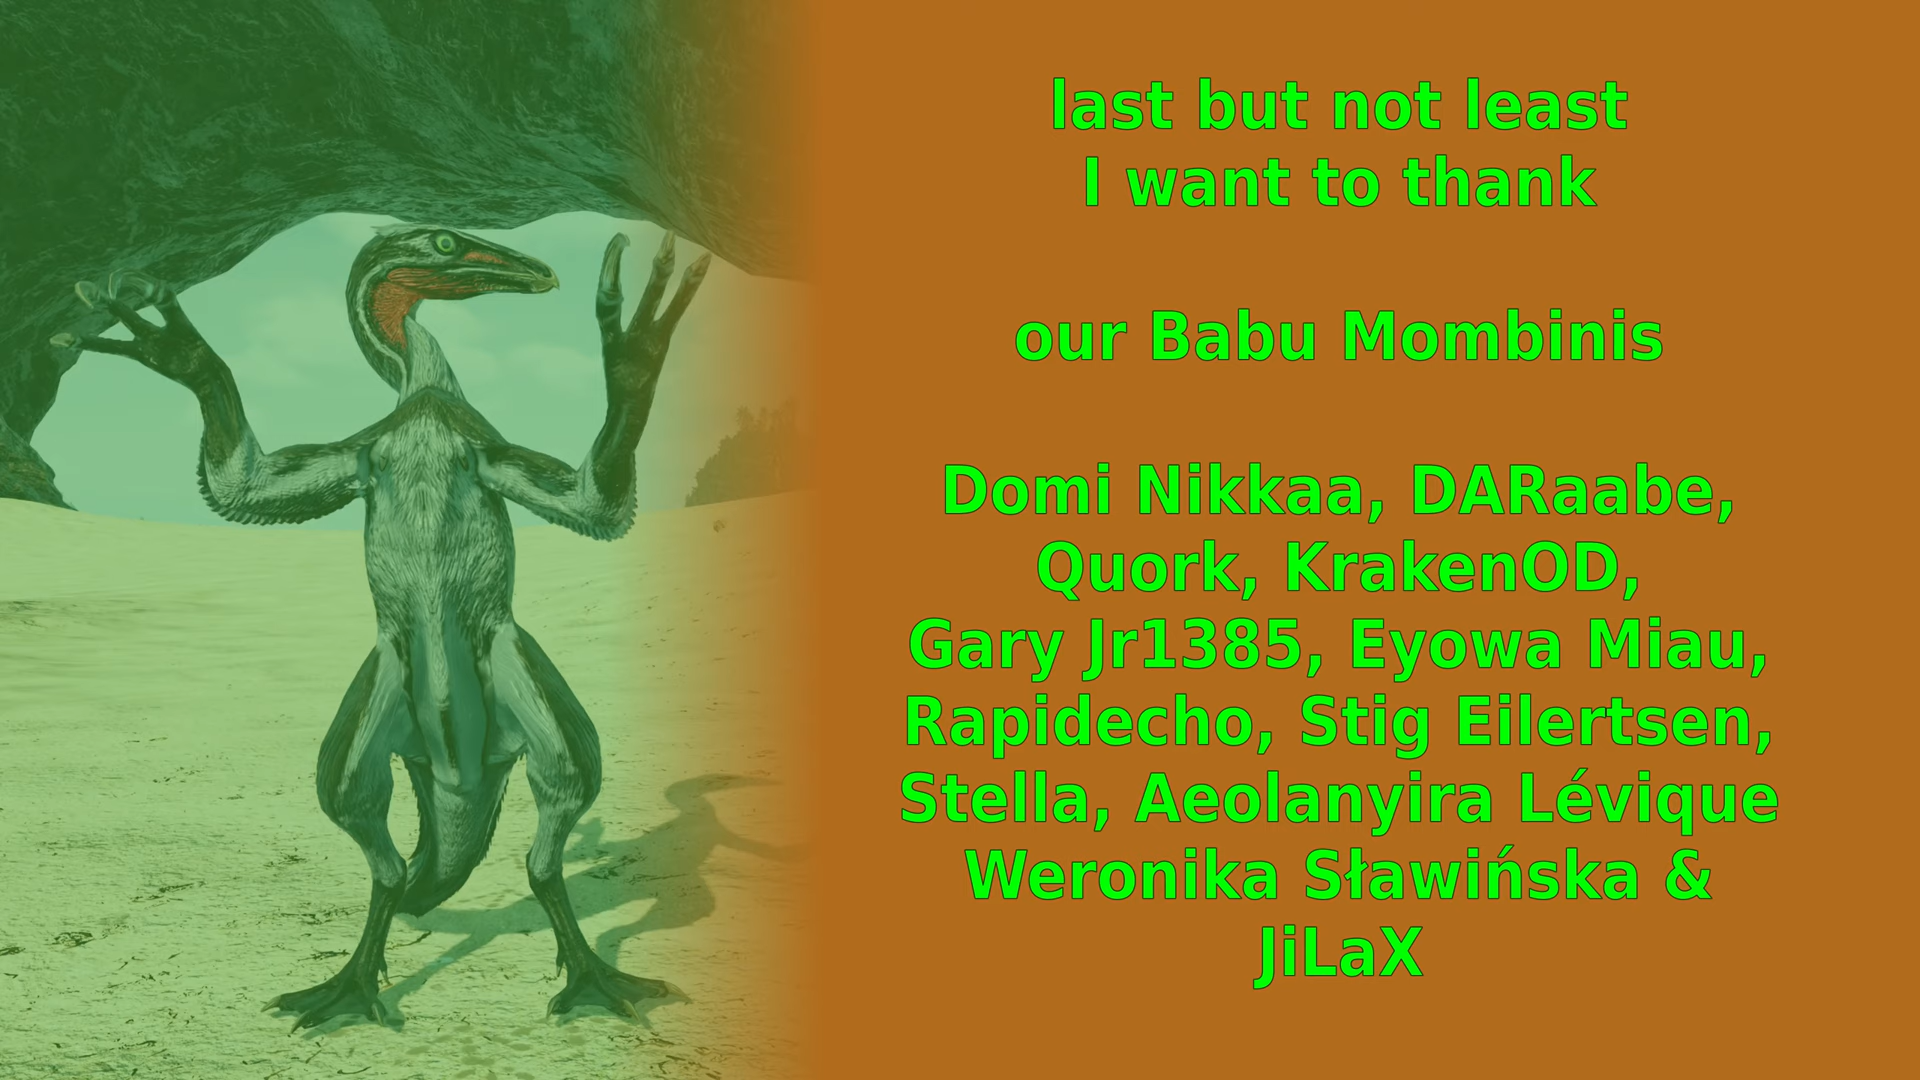 last but not least
I want to thank
our Babu Mombinis
Domi Nikkaa, DARaabe,
Quork, KrakenOD,
Gary Jr1385, Eyowa Miau,
Rapidecho, Stig Eilertsen,
Stella, Aeolanyira Lévique
Weronika Sławińska &
JiLaX